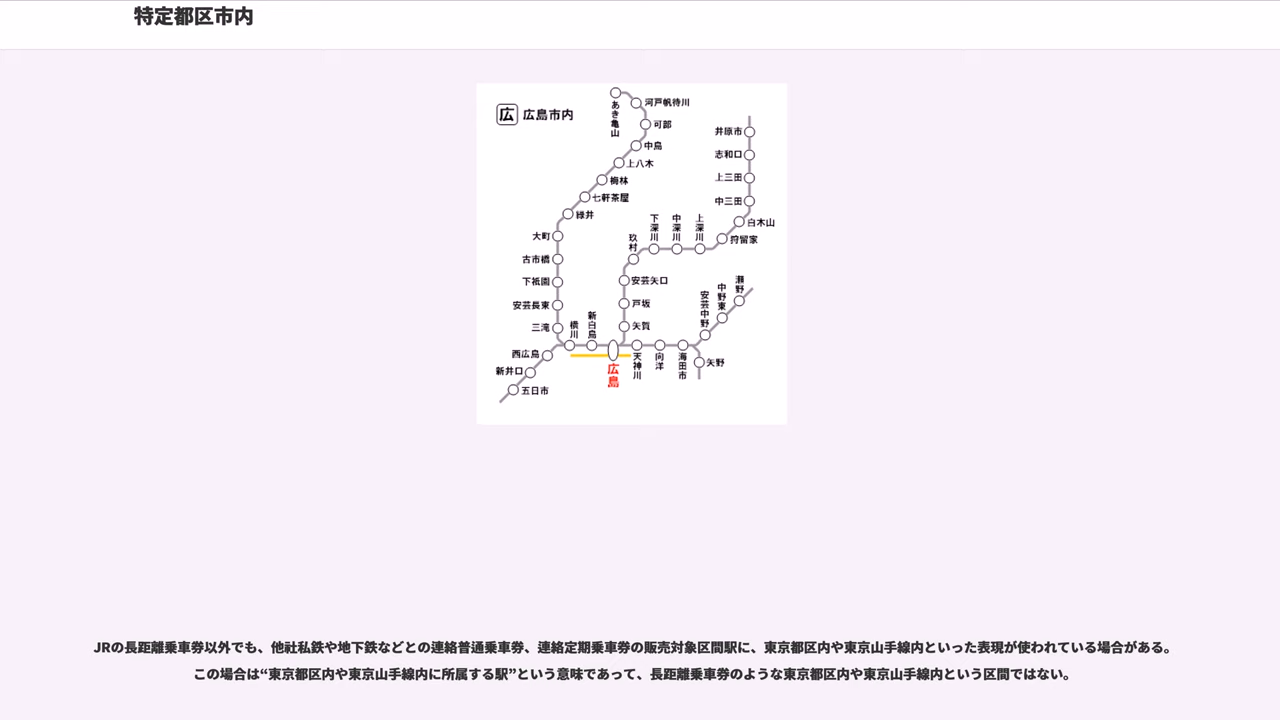 特定都区市内
広 広島市内
あき亀山
河戸帆待川
可部
中島
上八木
梅林
七軒茶屋
緑井
大町
古市橋
下祇園
安芸長束
三滝
横川
新白島
広島
西広島
新井口
五日市
井原市
志和口
上三田
中三田
白木山
狩留家
上深川
中深川
下深川
玖村
安芸矢口
戸坂
矢賀
天神川
向洋
海田市
安芸中野
中野東
瀬野
矢野
JRの長距離乗車券以外でも、他社私鉄や地下鉄などとの連絡普通乗車券、連絡定期乗車券の販売対象区間駅に、東京都区内や東京山手線内といった表現が使われている場合がある。
この場合は“東京都区内や東京山手線内に所属する駅”という意味であって、長距離乗車券のような東京都区内や東京山手線内という区間ではない。